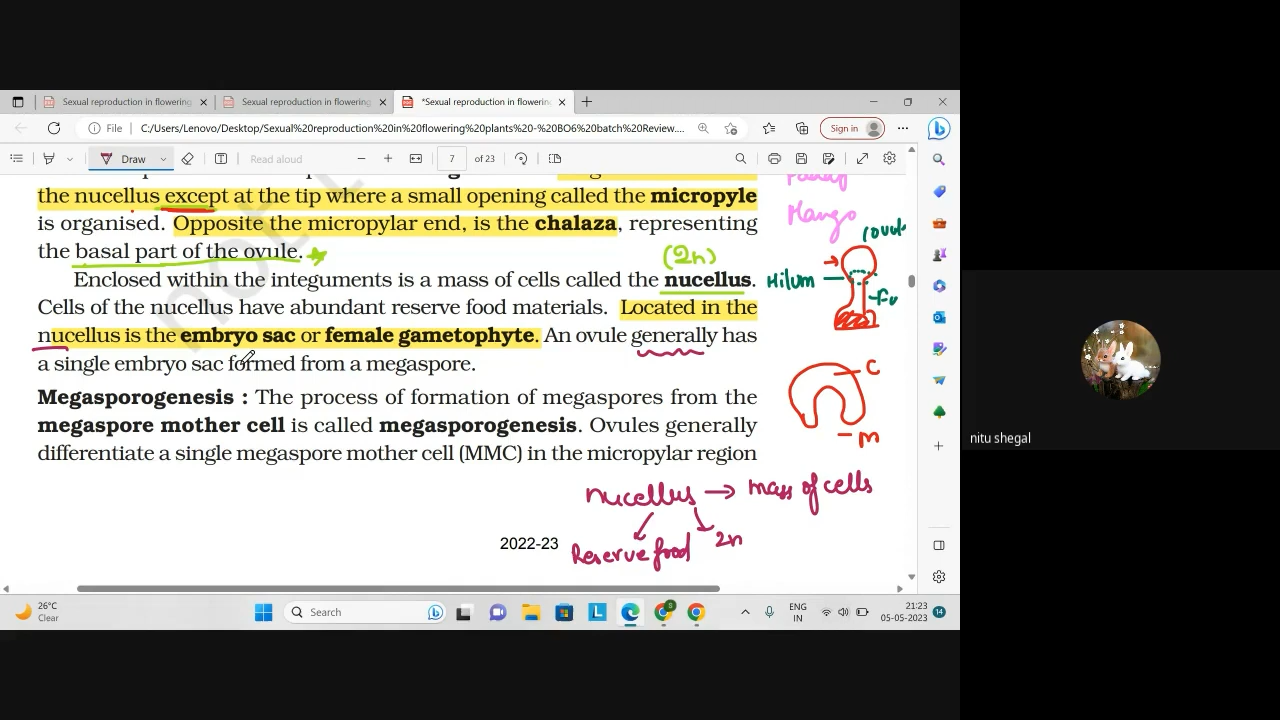 Sexual reproduction in flowering
Sexual reproduction in flowering
*Sexual reproduction in flowering
File
C:/Users/Lenovo/Desktop/Sexual%20reproduction%20in%20flowering%20plants%20-%20BO6%20batch%20Review....
Sign in
Draw
Read aloud
7
of 23
the nucellus except at the tip where a small opening called the micropyle
is organised. Opposite the micropylar end, is the chalaza, representing
the basal part of the ovule.
(2n)
Enclosed within the integuments is a mass of cells called the nucellus.
Cells of the nucellus have abundant reserve food materials. Located in the
nucellus is the embryo sac or female gametophyte. An ovule generally has
a single embryo sac formed from a megaspore.
Megasporogenesis : The process of formation of megaspores from the
megaspore mother cell is called megasporogenesis. Ovules generally
differentiate a single megaspore mother cell (MMC) in the micropylar region
2022-23
Mango
Hilum
Fu
C
M
nucellus → mass of cells
Reserve food
2n
nitu shegal
26°C
Clear
Search
ENG
IN
21:23
05-05-2023
14